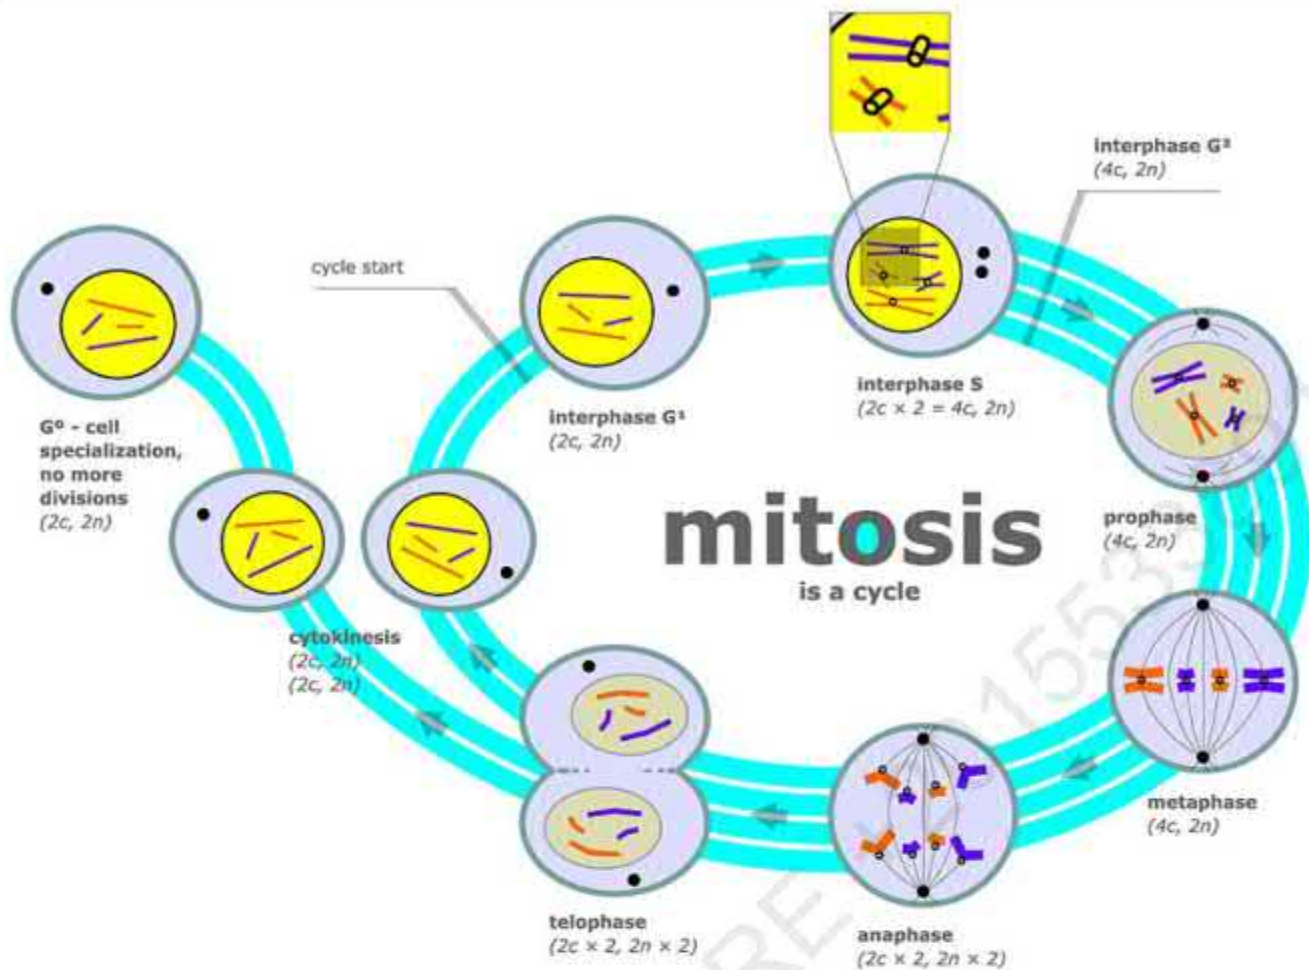 interphase G²
(4c, 2n)
cycle start
interphase G¹
(2c, 2n)
interphase S
(2c × 2 = 4c, 2n)
G⁰ - cell
specialization,
no more
divisions
(2c, 2n)
mitosis
is a cycle
prophase
(4c, 2n)
cytokinesis
(2c, 2n)
(2c, 2n)
metaphase
(4c, 2n)
telophase
(2c × 2, 2n × 2)
anaphase
(2c × 2, 2n × 2)